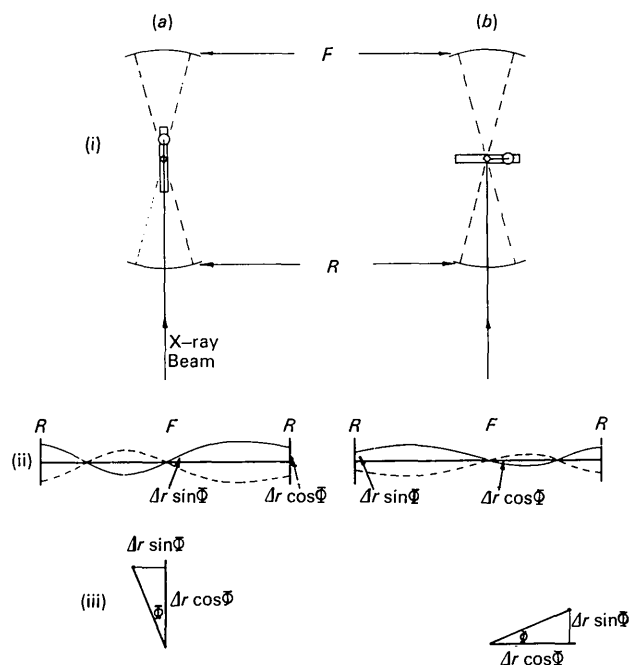 (a) (b)
F
(i)
R
X–ray
Beam
R F R R F R
(ii)
Δr sinΦ Δr cosΦ Δr sinΦ Δr cosΦ
Δr sinΦ
(iii) Φ Δr cosΦ
Φ Δr sinΦ
Δr cosΦ